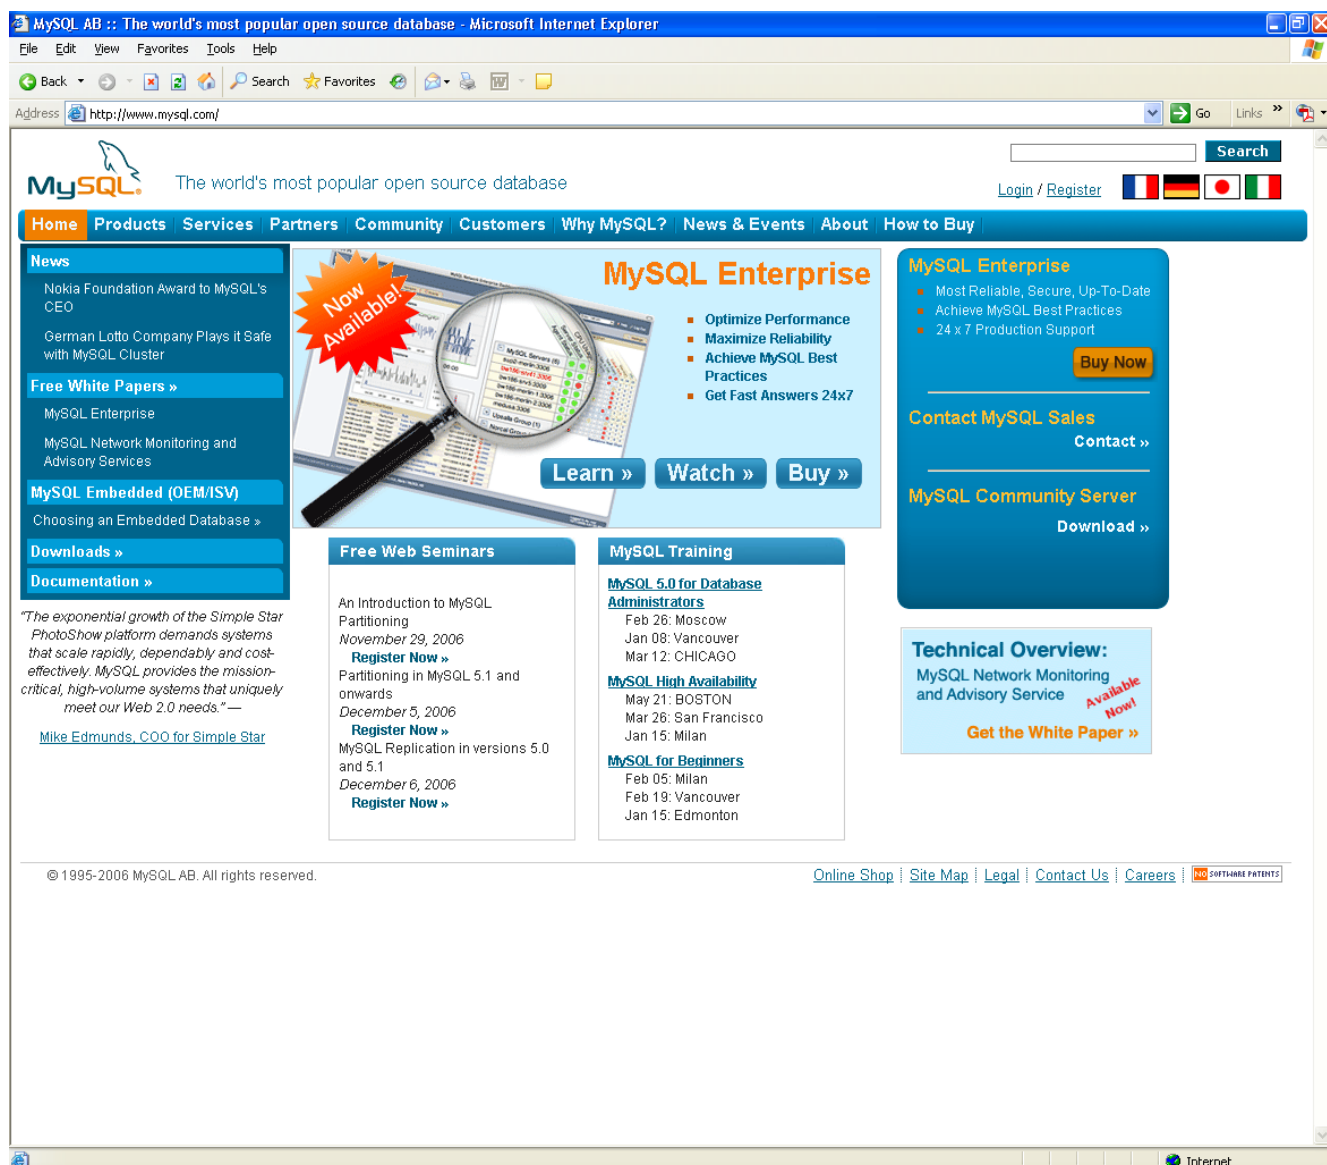 MySQL AB :: The world's most popular open source database - Microsoft Internet Explorer
File Edit View Favorites Tools Help
Back Search Favorites
Address http://www.mysql.com/ Go Links »
Search
MySQL. The world's most popular open source database
Login / Register
Home Products Services Partners Community Customers Why MySQL? News & Events About How to Buy
News
Nokia Foundation Award to MySQL's
CEO
German Lotto Company Plays it Safe
with MySQL Cluster
Free White Papers »
MySQL Enterprise
MySQL Network Monitoring and
Advisory Services
MySQL Embedded (OEM/ISV)
Choosing an Embedded Database »
Downloads »
Documentation »
"The exponential growth of the Simple Star
PhotoShow platform demands systems
that scale rapidly, dependably and cost-
effectively. MySQL provides the mission-
critical, high-volume systems that uniquely
meet our Web 2.0 needs." —
Mike Edmunds, COO for Simple Star
Now
Available!
MySQL Servers (6)
MySQL Enterprise
Optimize Performance
Maximize Reliability
Achieve MySQL Best
Practices
Get Fast Answers 24x7
Learn » Watch » Buy »
Free Web Seminars
An Introduction to MySQL
Partitioning
November 29, 2006
Register Now »
Partitioning in MySQL 5.1 and
onwards
December 5, 2006
Register Now »
MySQL Replication in versions 5.0
and 5.1
December 6, 2006
Register Now »
MySQL Training
MySQL 5.0 for Database
Administrators
Feb 26: Moscow
Jan 08: Vancouver
Mar 12: CHICAGO
MySQL High Availability
May 21: BOSTON
Mar 26: San Francisco
Jan 15: Milan
MySQL for Beginners
Feb 05: Milan
Feb 19: Vancouver
Jan 15: Edmonton
MySQL Enterprise
Most Reliable, Secure, Up-To-Date
Achieve MySQL Best Practices
24 x 7 Production Support
Buy Now
Contact MySQL Sales
Contact »
MySQL Community Server
Download »
Technical Overview:
MySQL Network Monitoring
and Advisory Service
Available
Now!
Get the White Paper »
© 1995-2006 MySQL AB. All rights reserved.
Online Shop Site Map Legal Contact Us Careers NO SOFTWARE PATENTS
Internet